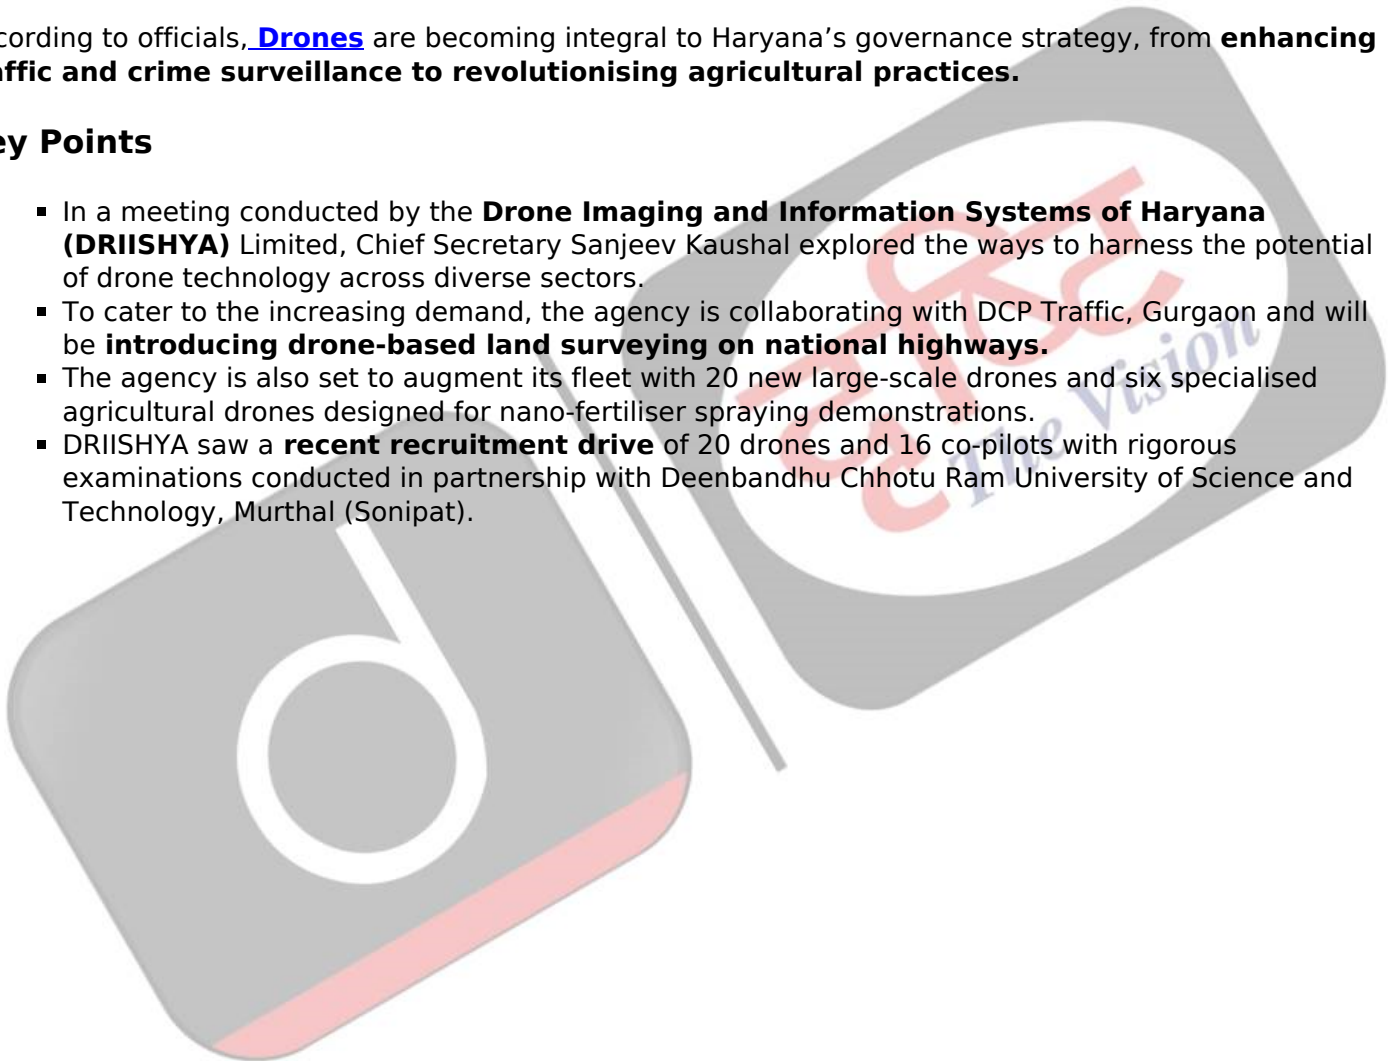 cording to officials, Drones are becoming integral to Haryana’s governance strategy, from enhancing
affic and crime surveillance to revolutionising agricultural practices.
ey Points
▪ In a meeting conducted by the Drone Imaging and Information Systems of Haryana
(DRIISHYA) Limited, Chief Secretary Sanjeev Kaushal explored the ways to harness the potential
of drone technology across diverse sectors.
▪ To cater to the increasing demand, the agency is collaborating with DCP Traffic, Gurgaon and will
be introducing drone-based land surveying on national highways.
▪ The agency is also set to augment its fleet with 20 new large-scale drones and six specialised
agricultural drones designed for nano-fertiliser spraying demonstrations.
▪ DRIISHYA saw a recent recruitment drive of 20 drones and 16 co-pilots with rigorous
examinations conducted in partnership with Deenbandhu Chhotu Ram University of Science and
Technology, Murthal (Sonipat).
दृष्टि
The Vision
d